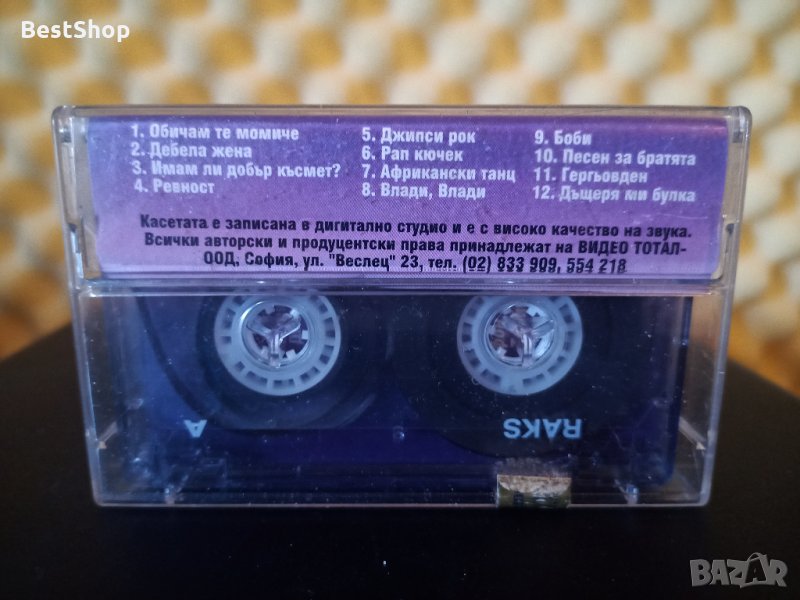 BestShop
1. Обичам те момиче
2. Дебела жена
3. Имам ли добър късмет?
4. Ревност
5. Джипси рок
6. Рап кючек
7. Африкански танц
8. Влади, Влади
9. Боби
10. Песен за братята
11. Гергьовден
12. Дъщеря ми булка
Касетата е записана в дигитално студио и е с високо качество на звука.
Всички авторски и продуцентски права принадлежат на ВИДЕО ТОТАЛ-
ООД, София, ул. "Веслец" 23, тел. (02) 833 909, 554 218
A
RAKS
BAZAR